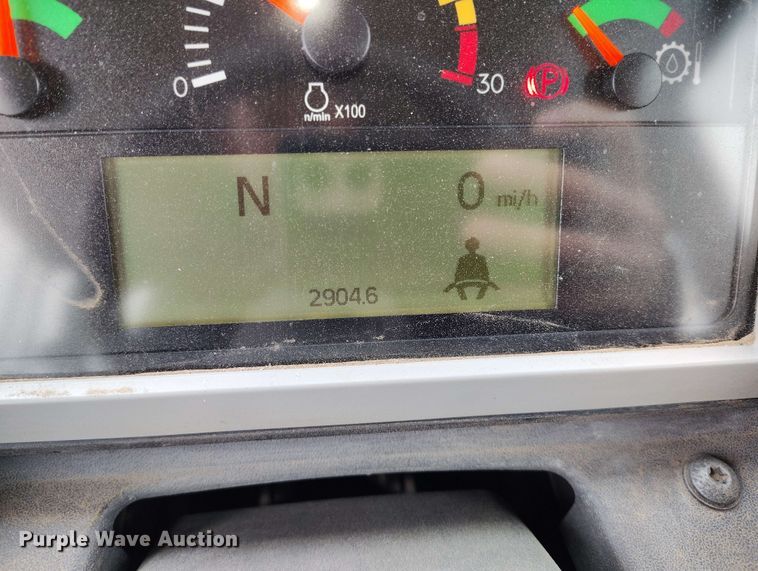 0
30
P
n/min X100
N 0 mi/h
2904.6
Purple Wave Auction